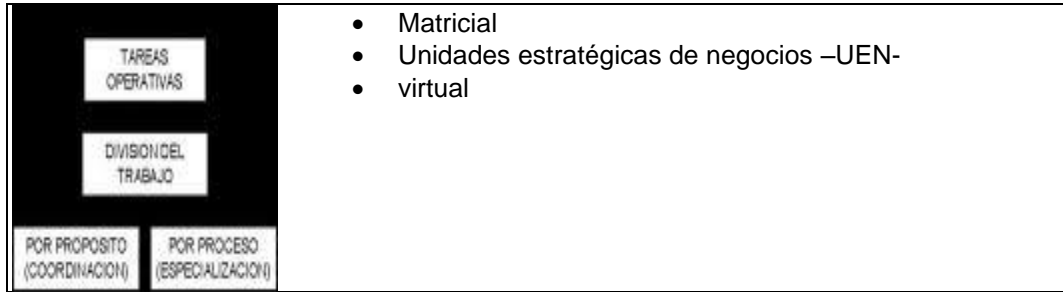 TAREAS
OPERATIVAS
DIVISION DEL
TRABAJO
POR PROPOSITO
(COORDINACION)
POR PROCESO
(ESPECIALIZACION)
• Matricial
• Unidades estratégicas de negocios –UEN-
• virtual